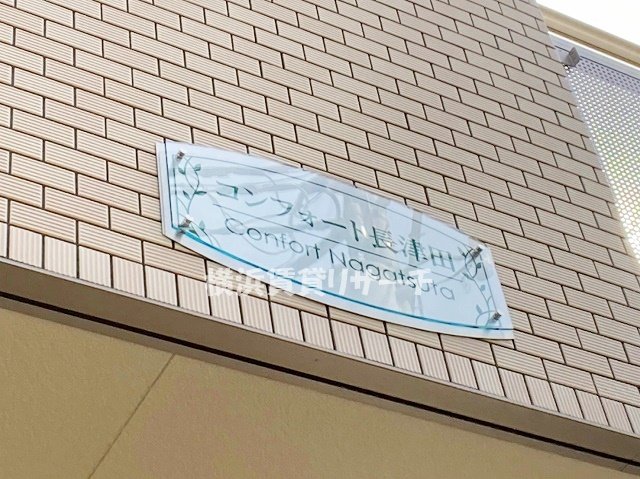 コンフォート長津田
Confort Nagatsuta
横浜賃貸リサーチ